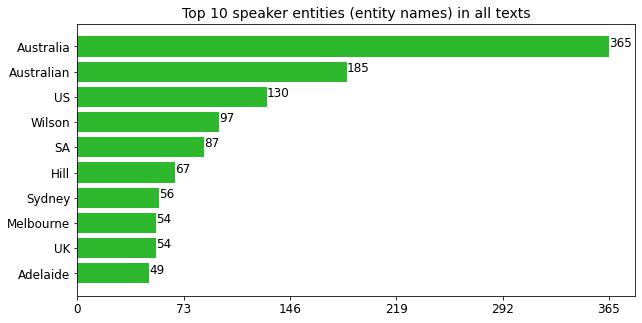 Top 10 speaker entities (entity names) in all texts
Australia 365
Australian 185
US 130
Wilson 97
SA 87
Hill 67
Sydney 56
Melbourne 54
UK 54
Adelaide 49
0 73 146 219 292 365